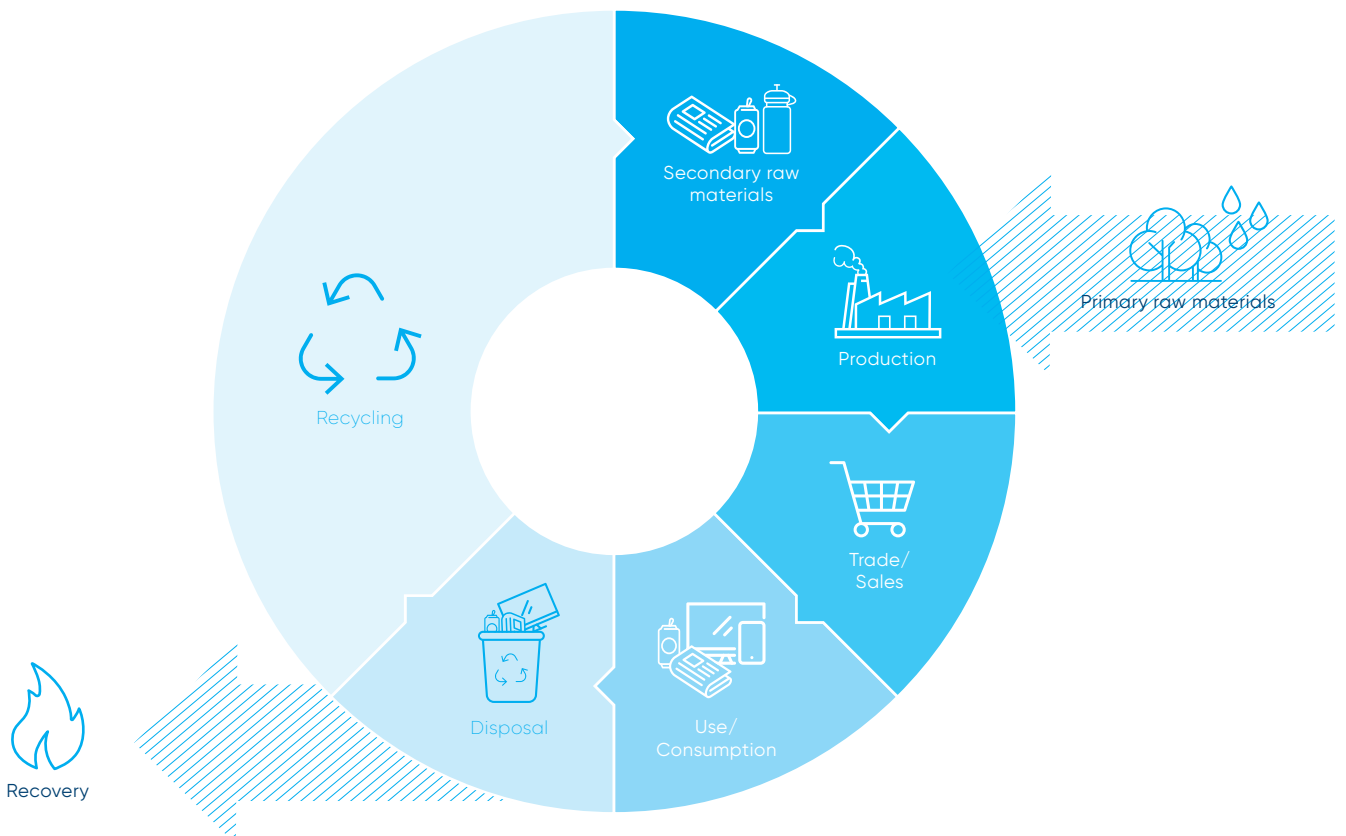 Secondary raw
materials
Production
Primary raw materials
Trade/
Sales
Use/
Consumption
Disposal
Recycling
Recovery